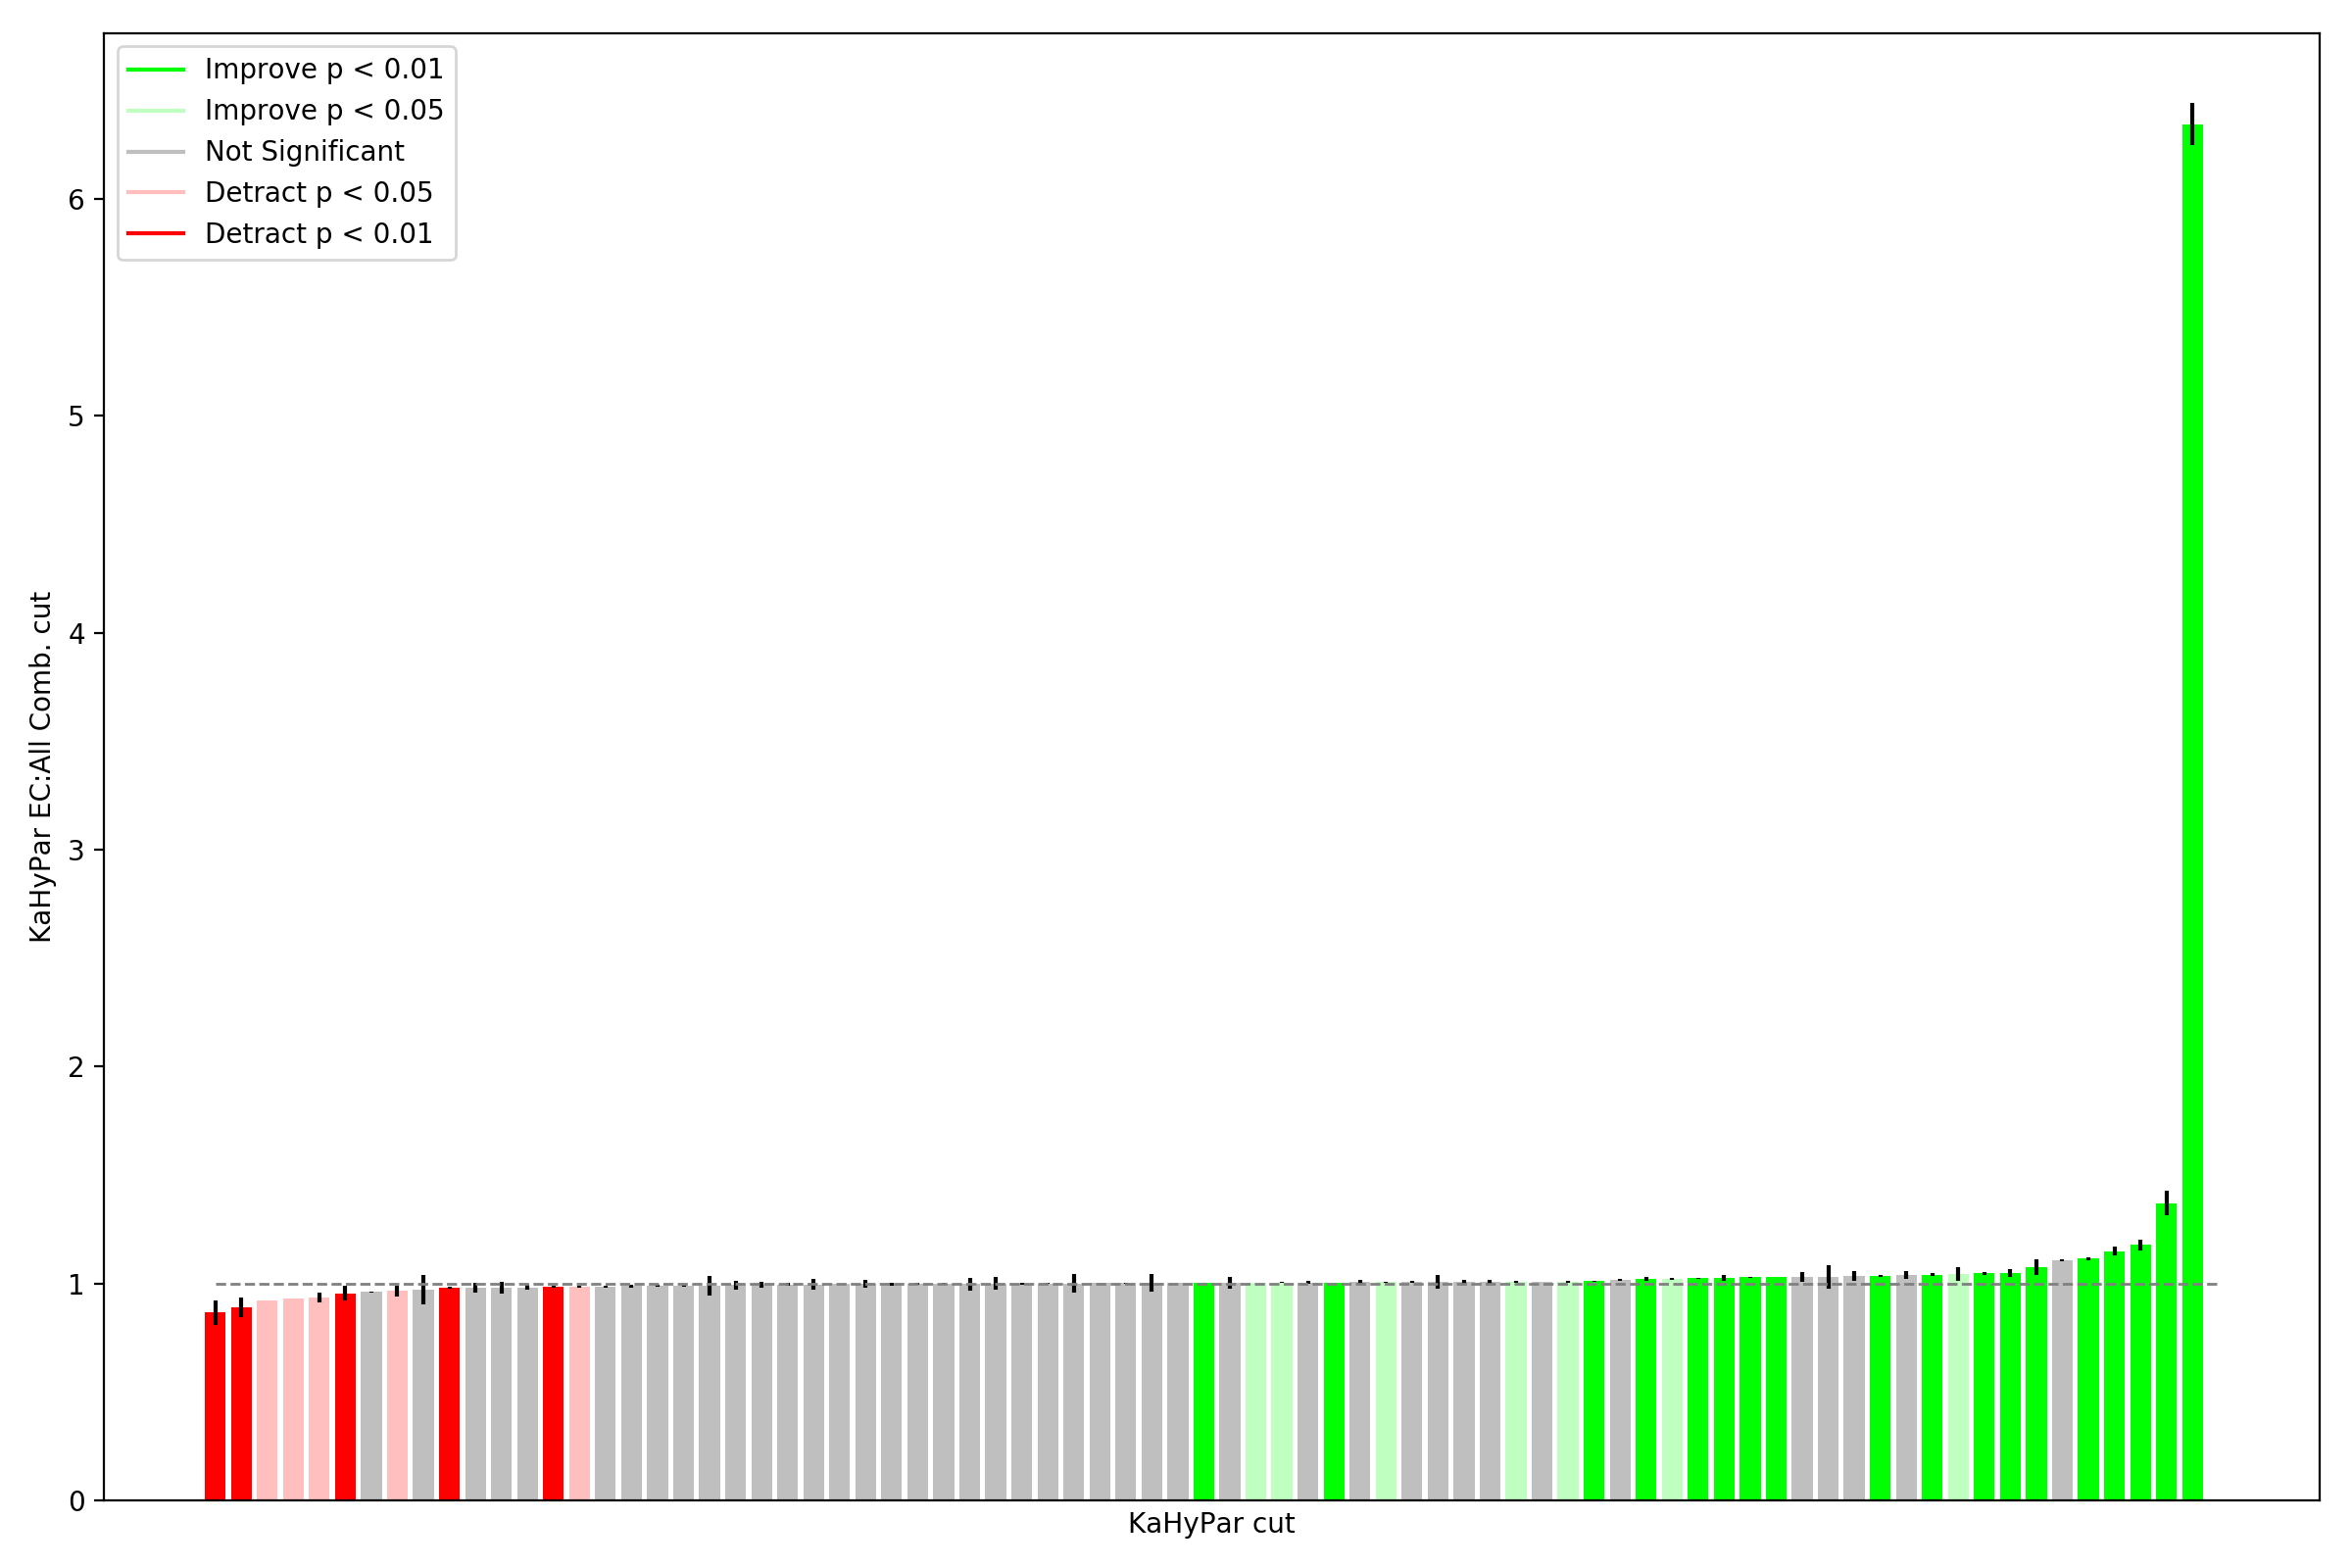 Improve p < 0.01
Improve p < 0.05
Not Significant
Detract p < 0.05
Detract p < 0.01
6
5
4
3
2
1
0
KaHyPar EC:All Comb. cut
KaHyPar cut